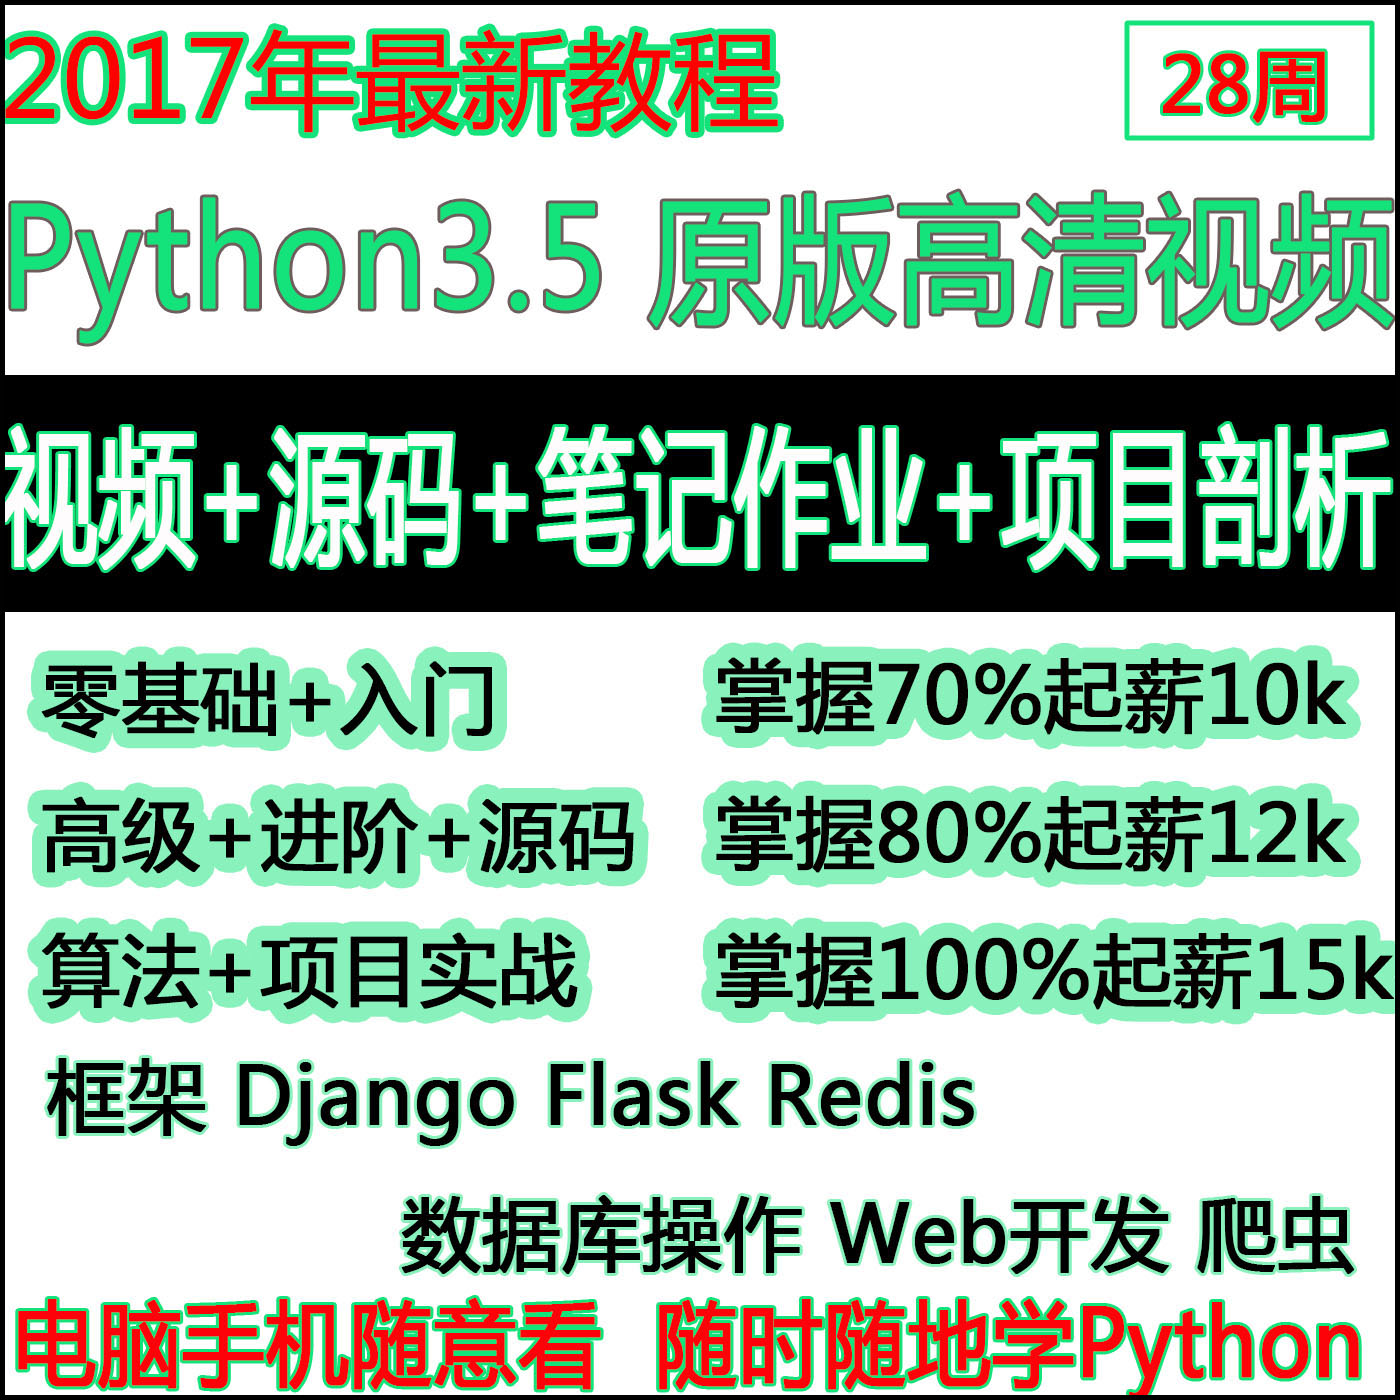 2017年最新教程
28周
Python3.5 原版高清视频
视频+源码+笔记作业+项目剖析
零基础+入门 掌握70%起薪10k
高级+进阶+源码 掌握80%起薪12k
算法+项目实战 掌握100%起薪15k
框架 Django Flask Redis
数据库操作 Web开发 爬虫
电脑手机随意看 随时随地学Python